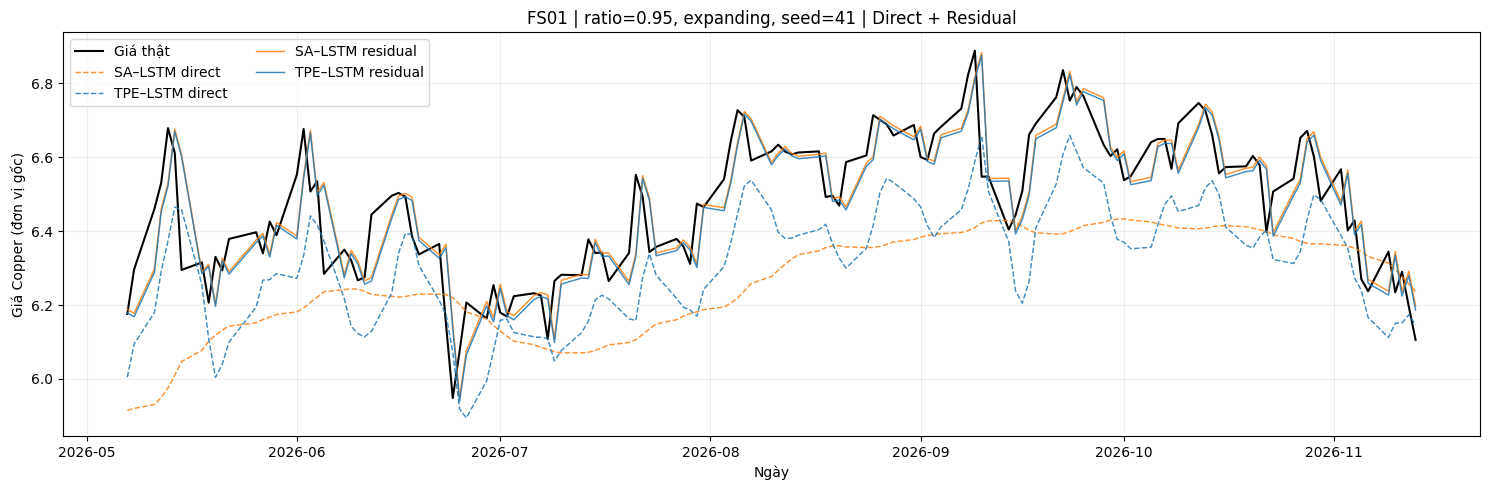 FS01 | ratio=0.95, expanding, seed=41 | Direct + Residual
Giá thật
SA–LSTM direct
TPE–LSTM direct
SA–LSTM residual
TPE–LSTM residual
Giá Copper (đơn vị gốc)
6.8
6.6
6.4
6.2
6.0
2026-05
2026-06
2026-07
2026-08
2026-09
2026-10
2026-11
Ngày